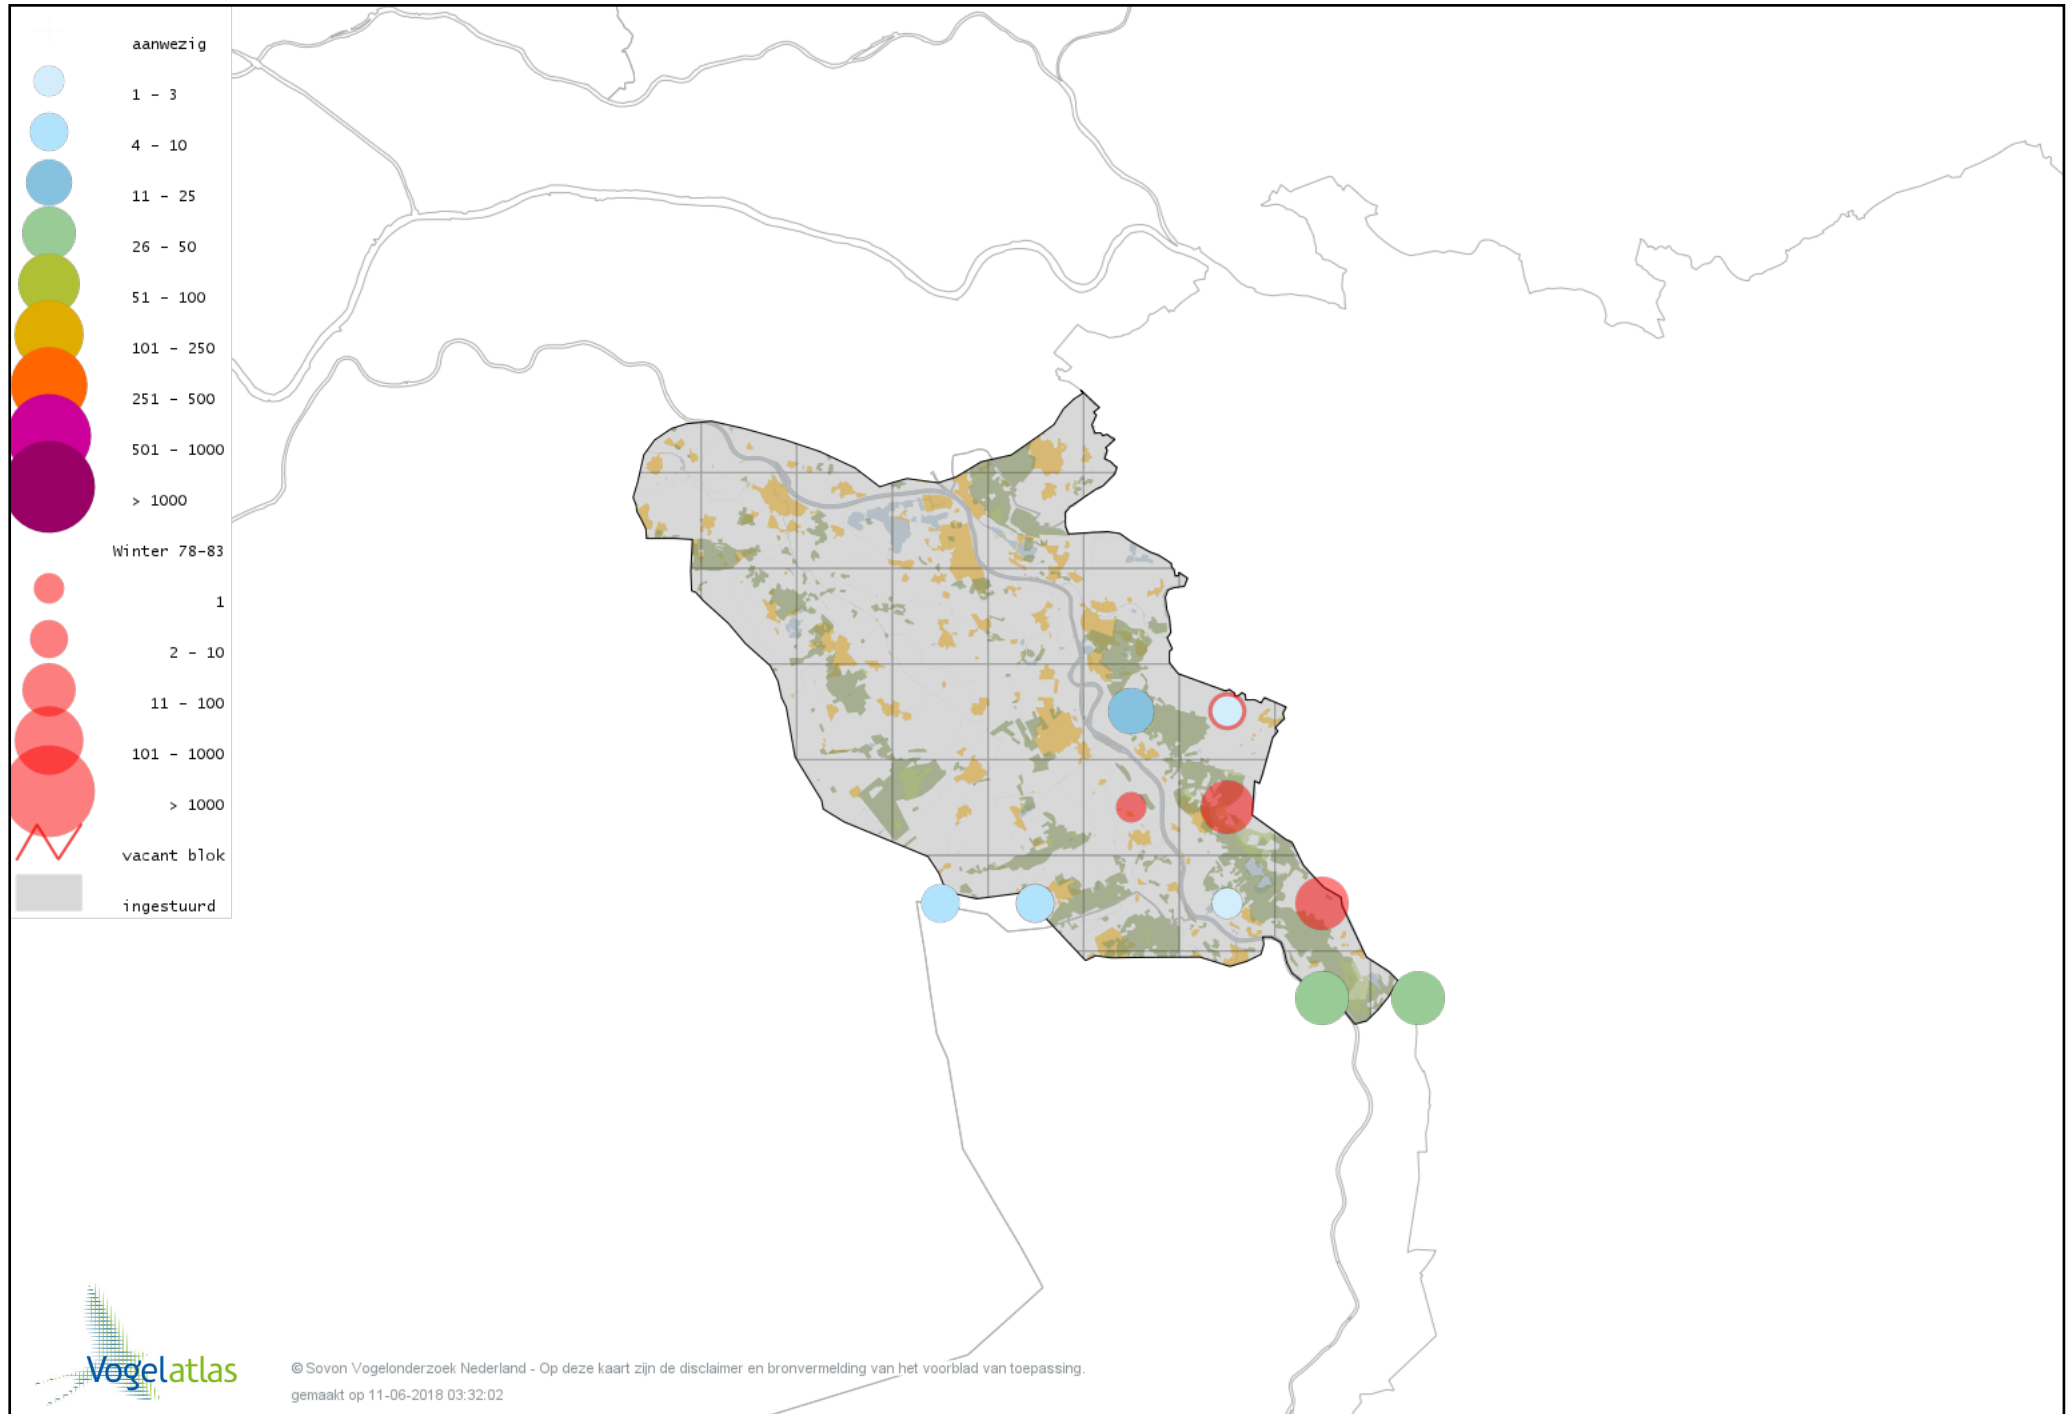 aanwezig
1 - 3
4 - 10
11 - 25
26 - 50
51 - 100
101 - 250
251 - 500
501 - 1000
> 1000
Winter 78-83
1
2 - 10
11 - 100
101 - 1000
> 1000
vacant blok
ingestuurd
Vogelatlas
© Sovon Vogelonderzoek Nederland - Op deze kaart zijn de disclaimer en bronvermelding van het voorblad van toepassing.
gemaakt op 11-06-2018 03:32:02